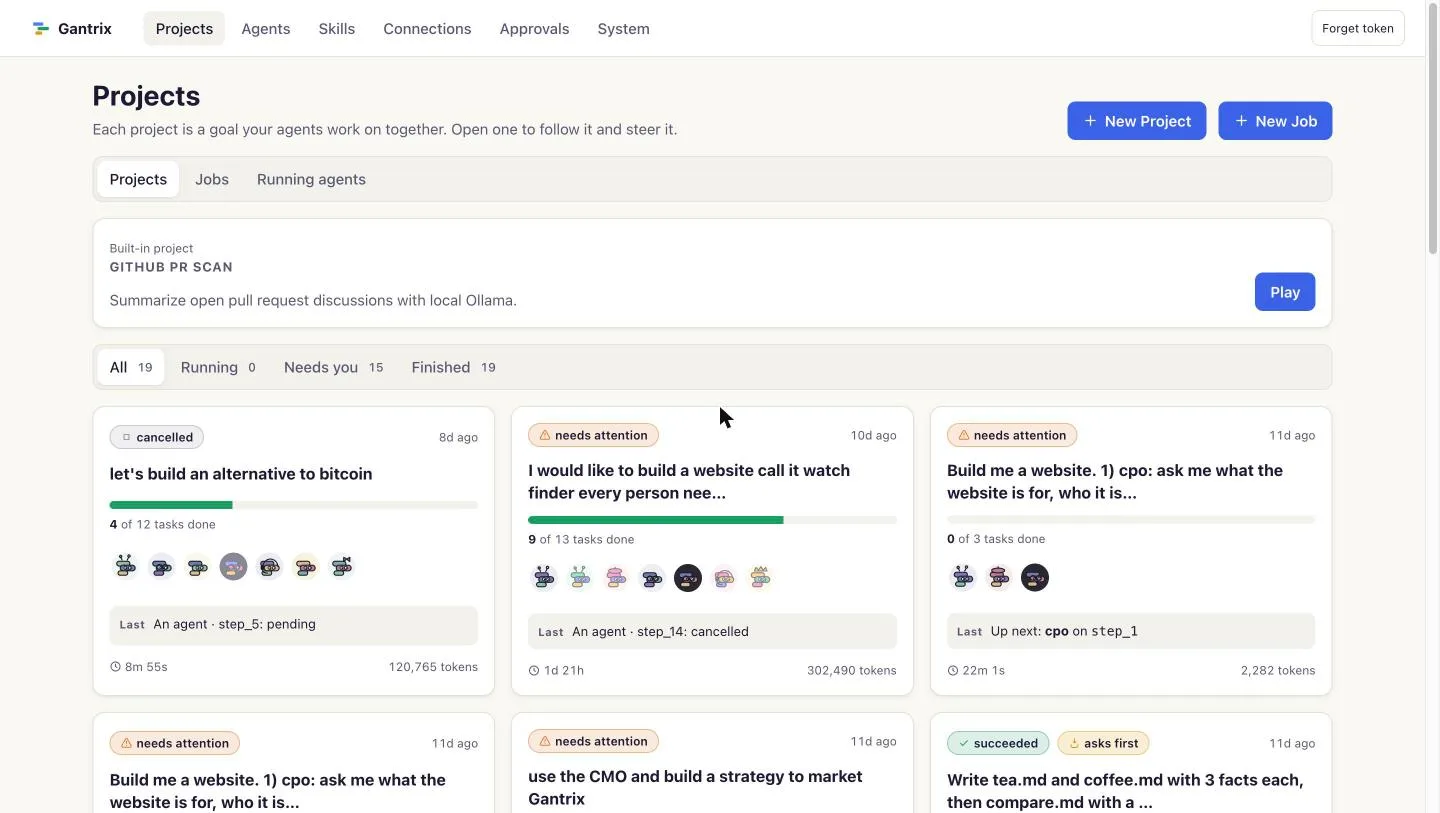 Gantrix
Projects
Agents
Skills
Connections
Approvals
System
Forget token
Projects
Each project is a goal your agents work on together. Open one to follow it and steer it.
+ New Project
+ New Job
Projects
Jobs
Running agents
Built-in project
GITHUB PR SCAN
Summarize open pull request discussions with local Ollama.
Play
All 19
Running 0
Needs you 15
Finished 19
cancelled
8d ago
let's build an alternative to bitcoin
4 of 12 tasks done
Last An agent · step_5: pending
8m 55s
120,765 tokens
needs attention
10d ago
I would like to build a website call it watch
finder every person nee...
9 of 13 tasks done
Last An agent · step_14: cancelled
1d 21h
302,490 tokens
needs attention
11d ago
Build me a website. 1) cpo: ask me what the
website is for, who it is...
0 of 3 tasks done
Last Up next: cpo on step_1
22m 1s
2,282 tokens
needs attention
11d ago
Build me a website. 1) cpo: ask me what the
website is for, who it is...
needs attention
11d ago
use the CMO and build a strategy to market
Gantrix
succeeded
asks first
11d ago
Write tea.md and coffee.md with 3 facts each,
then compare.md with a ...